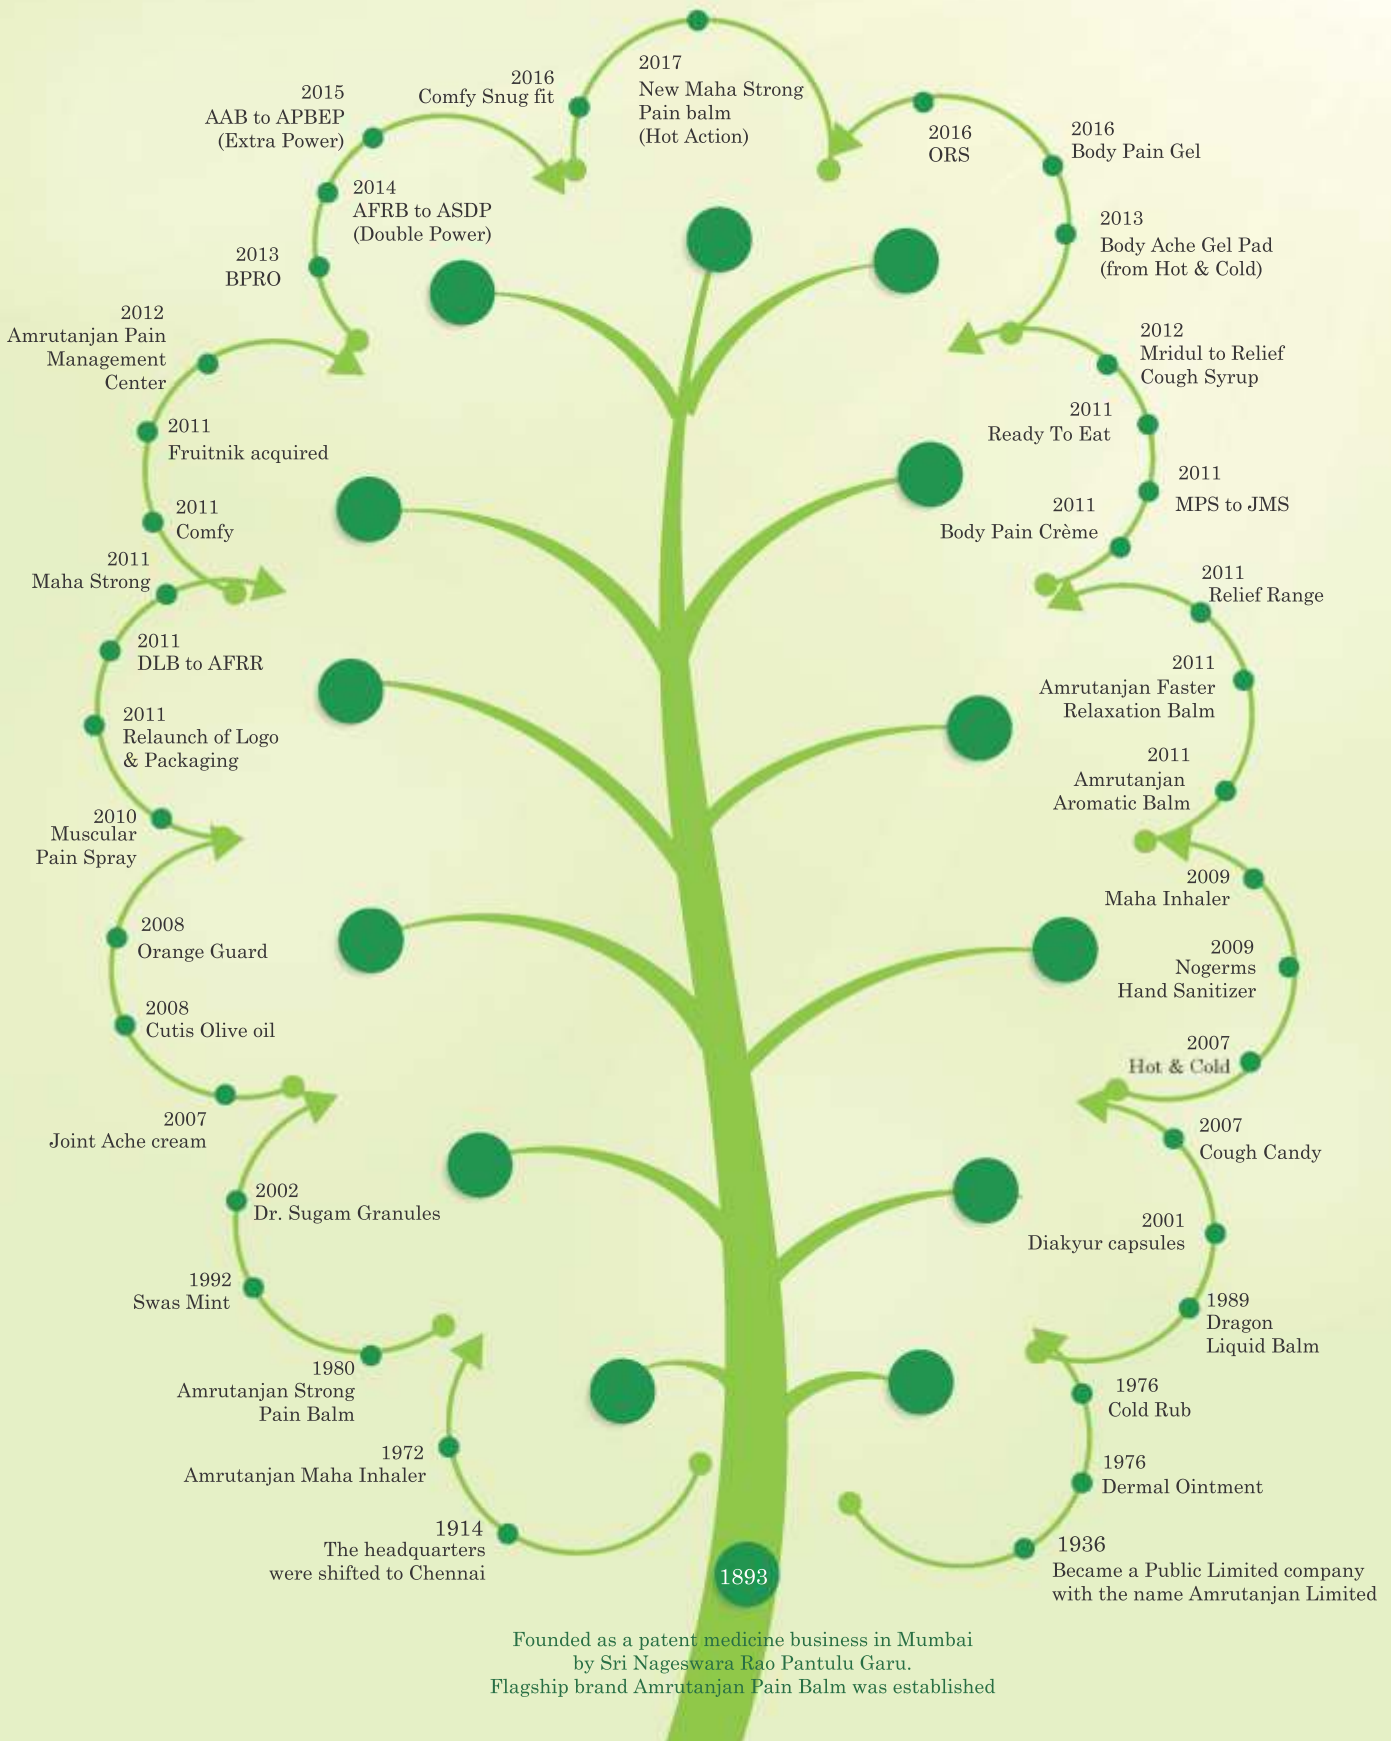 2017
New Maha Strong
Pain balm
(Hot Action)
2016
Comfy Snug fit
2015
AAB to APBEP
(Extra Power)
2014
AFRB to ASDP
(Double Power)
2013
BPRO
2012
Amrutanjan Pain
Management
Center
2011
Fruitnik acquired
2011
Comfy
2011
Maha Strong
2011
DLB to AFRR
2011
Relaunch of Logo
& Packaging
2010
Muscular
Pain Spray
2008
Orange Guard
2008
Cutis Olive oil
2007
Joint Ache cream
2002
Dr. Sugam Granules
1992
Swas Mint
1980
Amrutanjan Strong
Pain Balm
1972
Amrutanjan Maha Inhaler
1914
The headquarters
were shifted to Chennai
2016
ORS
2016
Body Pain Gel
2013
Body Ache Gel Pad
(from Hot & Cold)
2012
Mridul to Relief
Cough Syrup
2011
Ready To Eat
2011
MPS to JMS
2011
Body Pain Crème
2011
Relief Range
2011
Amrutanjan Faster
Relaxation Balm
2011
Amrutanjan
Aromatic Balm
2009
Maha Inhaler
2009
Nogerms
Hand Sanitizer
2007
Hot & Cold
2007
Cough Candy
2001
Diakyur capsules
1989
Dragon
Liquid Balm
1976
Cold Rub
1976
Dermal Ointment
1936
Became a Public Limited company
with the name Amrutanjan Limited
1893
Founded as a patent medicine business in Mumbai
by Sri Nageswara Rao Pantulu Garu.
Flagship brand Amrutanjan Pain Balm was established